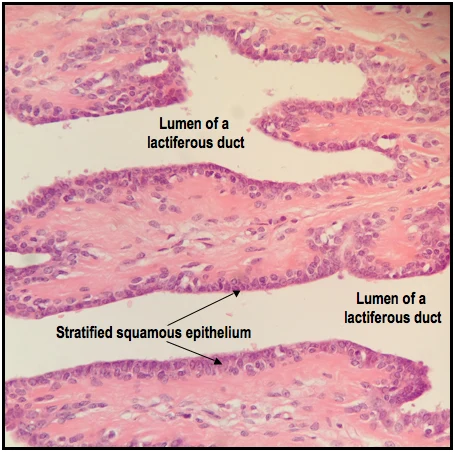 Lumen of a
lactiferous duct
Lumen of a
lactiferous duct
Stratified squamous epithelium